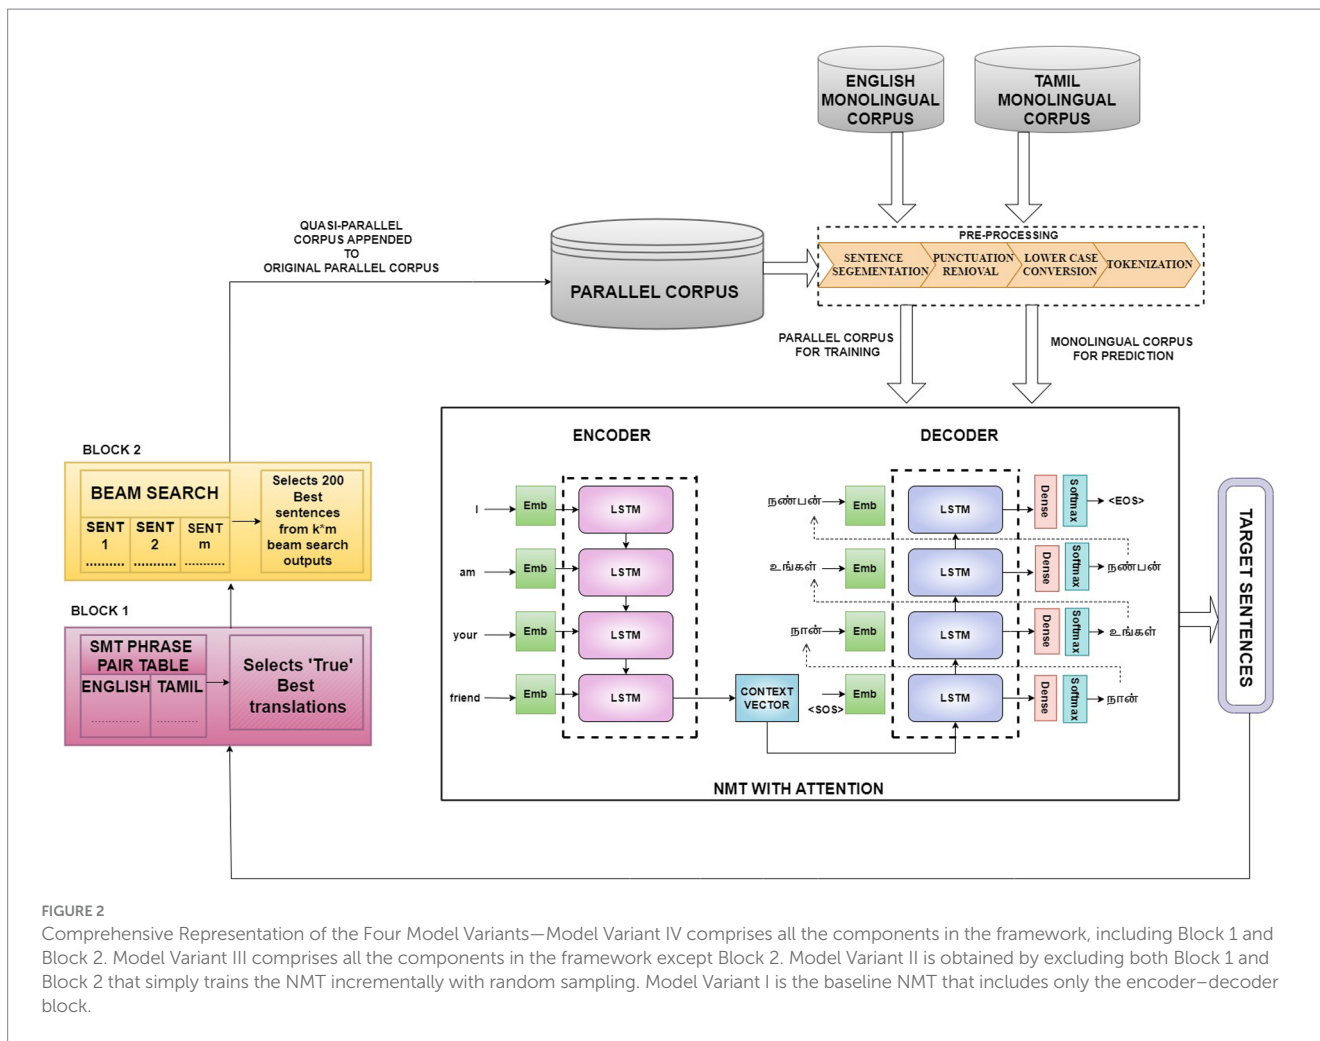 ENGLISH
MONOLINGUAL
CORPUS
TAMIL
MONOLINGUAL
CORPUS
QUASI-PARALLEL
CORPUS APPENDED
TO
ORIGINAL PARALLEL CORPUS
PARALLEL CORPUS
PRE-PROCESSING
SENTENCE
SEGEMENTATION
PUNCTUATION
REMOVAL
LOWER CASE
CONVERSION
TOKENIZATION
PARALLEL CORPUS
FOR TRAINING
MONOLINGUAL CORPUS
FOR PREDICTION
BLOCK 2
BEAM SEARCH
SENT
1
..........
SENT
2
...........
SENT
m
...........
Selects 200
Best
sentences
from k*m
beam search
outputs
BLOCK 1
SMT PHRASE
PAIR TABLE
ENGLISH
TAMIL
....................
..................
Selects 'True'
Best
translations
ENCODER
DECODER
I
Emb
LSTM
நண்பன்
Emb
LSTM
Dense
Softmax
<EOS>
am
Emb
LSTM
உங்கள்
Emb
LSTM
Dense
Softmax
நண்பன்
your
Emb
LSTM
நான்
Emb
LSTM
Dense
Softmax
உங்கள்
friend
Emb
LSTM
CONTEXT
VECTOR
<SOS>
Emb
LSTM
Dense
Softmax
நான்
NMT WITH ATTENTION
TARGET SENTENCES
FIGURE 2
Comprehensive Representation of the Four Model Variants—Model Variant IV comprises all the components in the framework, including Block 1 and
Block 2. Model Variant III comprises all the components in the framework except Block 2. Model Variant II is obtained by excluding both Block 1 and
Block 2 that simply trains the NMT incrementally with random sampling. Model Variant I is the baseline NMT that includes only the encoder–decoder
block.